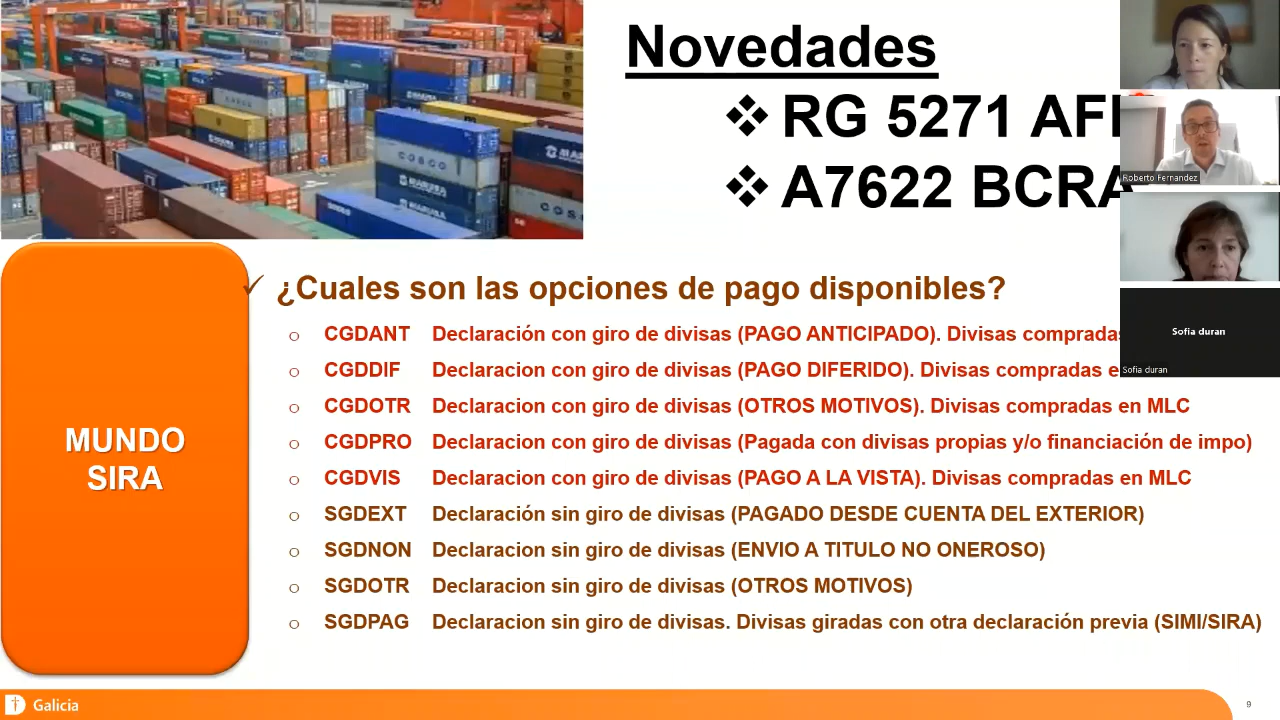 Novedades
❖ RG 5271 AFI
❖ A7622 BCRA
Roberto Fernandez
Sofia duran
Sofia duran
MUNDO
SIRA
✓ ¿Cuales son las opciones de pago disponibles?
o CGDANT Declaración con giro de divisas (PAGO ANTICIPADO). Divisas compradas
o CGDDIF Declaracion con giro de divisas (PAGO DIFERIDO). Divisas compradas e
o CGDOTR Declaracion con giro de divisas (OTROS MOTIVOS). Divisas compradas en MLC
o CGDPRO Declaracion con giro de divisas (Pagada con divisas propias y/o financiación de impo)
o CGDVIS Declaracion con giro de divisas (PAGO A LA VISTA). Divisas compradas en MLC
o SGDEXT Declaración sin giro de divisas (PAGADO DESDE CUENTA DEL EXTERIOR)
o SGDNON Declaracion sin giro de divisas (ENVIO A TITULO NO ONEROSO)
o SGDOTR Declaracion sin giro de divisas (OTROS MOTIVOS)
o SGDPAG Declaracion sin giro de divisas. Divisas giradas con otra declaración previa (SIMI/SIRA)
Galicia
9